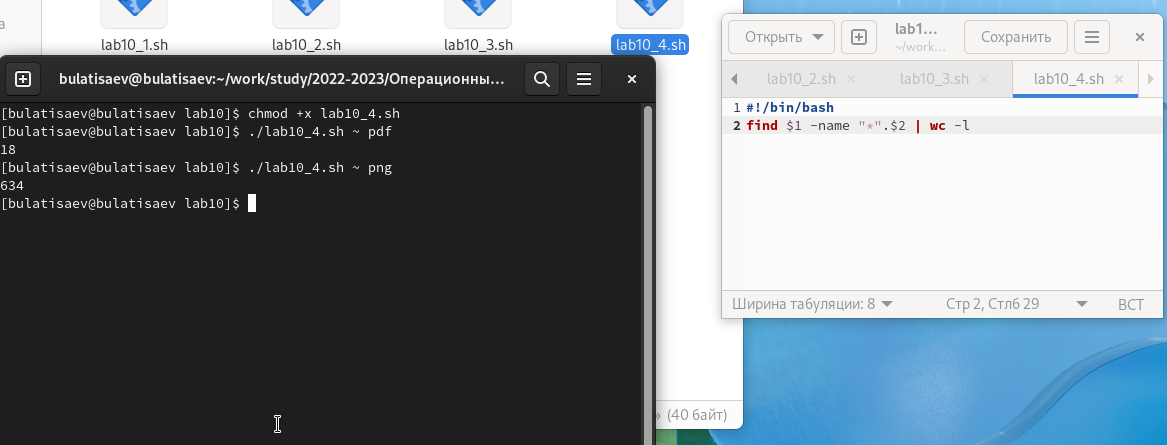 lab10_1.sh
lab10_2.sh
lab10_3.sh
lab10_4.sh
bulatisaev@bulatisaev:~/work/study/2022-2023/Операционны...
[bulatisaev@bulatisaev lab10]$ chmod +x lab10_4.sh
[bulatisaev@bulatisaev lab10]$ ./lab10_4.sh ~ pdf
18
[bulatisaev@bulatisaev lab10]$ ./lab10_4.sh ~ png
634
[bulatisaev@bulatisaev lab10]$
Открыть
lab1...
~/work...
Сохранить
lab10_2.sh
lab10_3.sh
lab10_4.sh
1 #!/bin/bash
2 find $1 -name "*".$2 | wc -l
Ширина табуляции: 8
Стр 2, Стлб 29
ВСТ
» (40 байт)